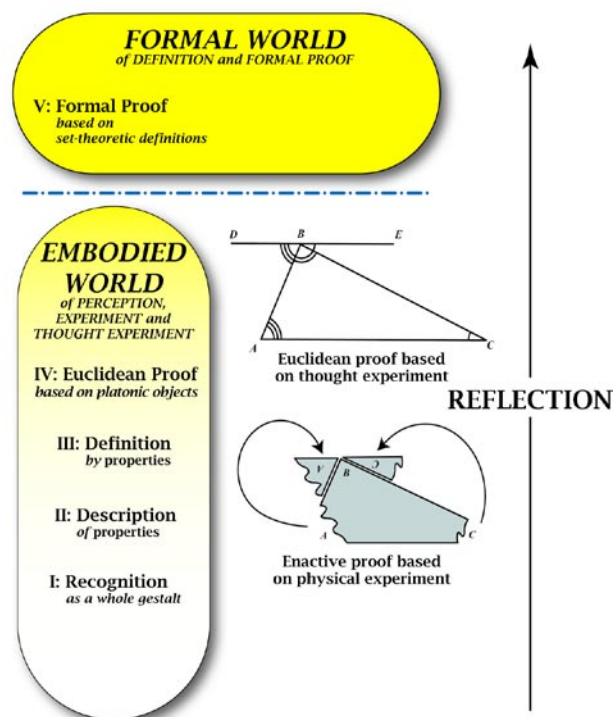 FORMAL WORLD
of DEFINITION and FORMAL PROOF
V: Formal Proof
based on
set-theoretic definitions
EMBODIED
WORLD
of PERCEPTION,
EXPERIMENT and
THOUGHT EXPERIMENT
IV: Euclidean Proof
based on platonic objects
III: Definition
by properties
II: Description
of properties
I: Recognition
as a whole gestalt
D B E
A C
Euclidean proof based
on thought experiment
A B C
A C
Enactive proof based
on physical experiment
REFLECTION